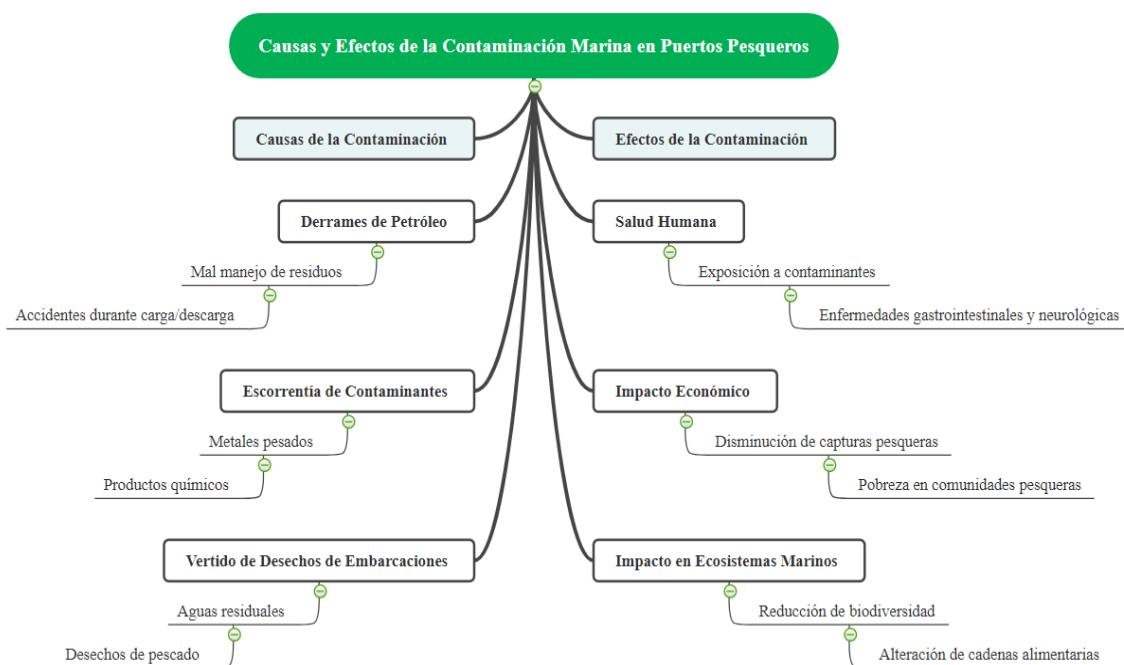 Causas y Efectos de la Contaminación Marina en Puertos Pesqueros
Causas de la Contaminación
Efectos de la Contaminación
Derrames de Petróleo
Salud Humana
Mal manejo de residuos
Exposición a contaminantes
Accidentes durante carga/descarga
Enfermedades gastrointestinales y neurológicas
Escorrentía de Contaminantes
Impacto Económico
Metales pesados
Disminución de capturas pesqueras
Productos químicos
Pobreza en comunidades pesqueras
Vertido de Desechos de Embarcaciones
Impacto en Ecosistemas Marinos
Aguas residuales
Reducción de biodiversidad
Desechos de pescado
Alteración de cadenas alimentarias